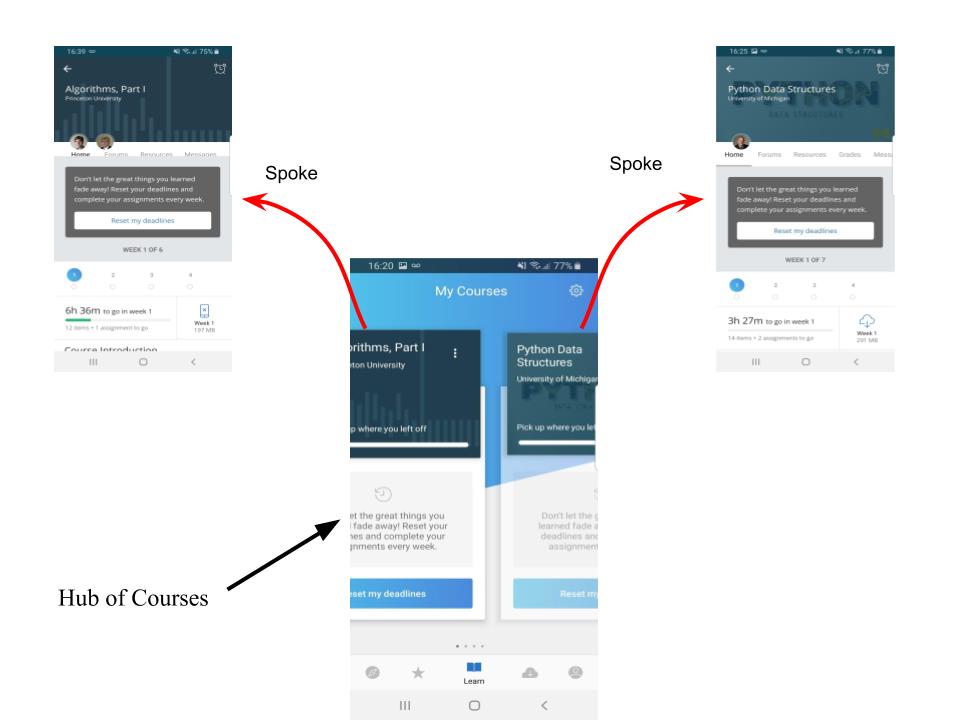 16:39 75%
Algorithms, Part I
Princeton University
Home Forums Resources Messages
Don't let the great things you learned
fade away! Reset your deadlines and
complete your assignments every week.
Reset my deadlines
WEEK 1 OF 6
1 2 3 4
6h 36m to go in week 1
12 items • 1 assignment to go
Week 1
197 MB
Course Introduction
Spoke
Spoke
16:25 77%
Python Data Structures
University of Michigan
PYTHON
DATA STRUCTURES
Home Forums Resources Grades Messa
Don't let the great things you learned
fade away! Reset your deadlines and
complete your assignments every week.
Reset my deadlines
WEEK 1 OF 7
1 2 3 4
3h 27m to go in week 1
14 items • 2 assignments to go
Week 1
291 MB
16:20 77%
My Courses
orithms, Part I
eton University
p where you left off
et the great things you
fade away! Reset your
nes and complete your
gnments every week.
eset my deadlines
Python Data
Structures
University of Michigan
Pick up where you lef
Don't let the g
learned fade a
deadlines and
assignment
Reset my
Learn
Hub of Courses